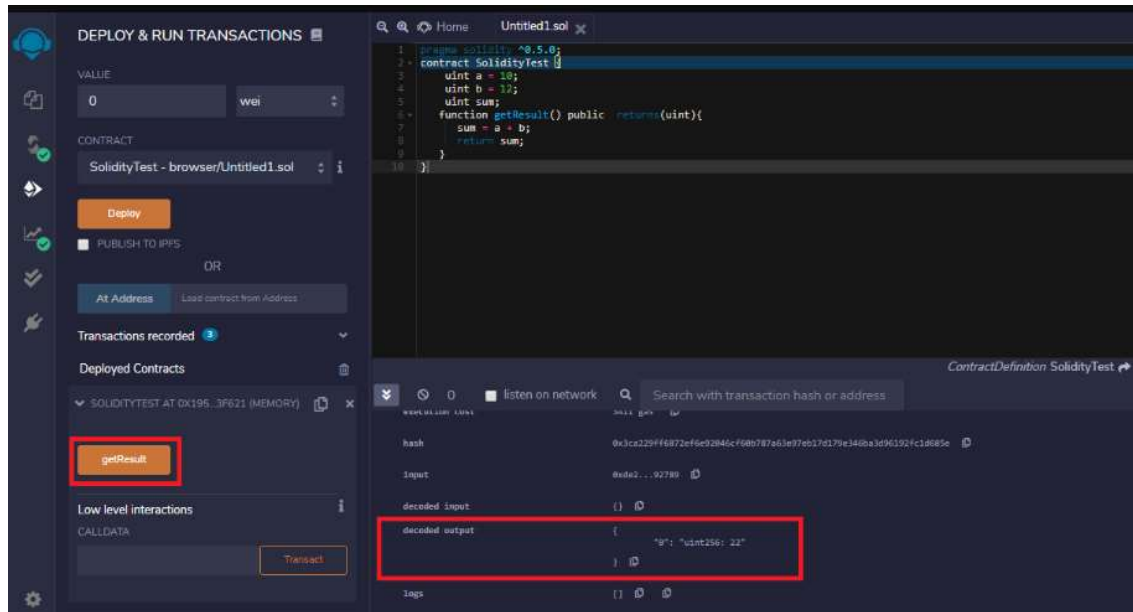 DEPLOY & RUN TRANSACTIONS
VALUE
0 wei
CONTRACT
SolidityTest - browser/Untitled1.sol i
Deploy
PUBLISH TO IPFS
OR
At Address Load contract from Address
Transactions recorded 3
Deployed Contracts
SOLIDITYTEST AT 0X195...3F621 (MEMORY)
getResult
Low level interactions i
CALLDATA
Transact
Home Untitled1.sol
1 pragma solidity ^0.5.0;
2 contract SolidityTest {
3 uint a = 10;
4 uint b = 12;
5 uint sum;
6 function getResult() public returns(uint){
7 sum = a + b;
8 return sum;
9 }
10 }
ContractDefinition SolidityTest
0 listen on network Search with transaction hash or address
execution cost gas
hash
input 0xde2...92789
decoded input {}
decoded output {
"0": "uint256: 22"
}
logs []